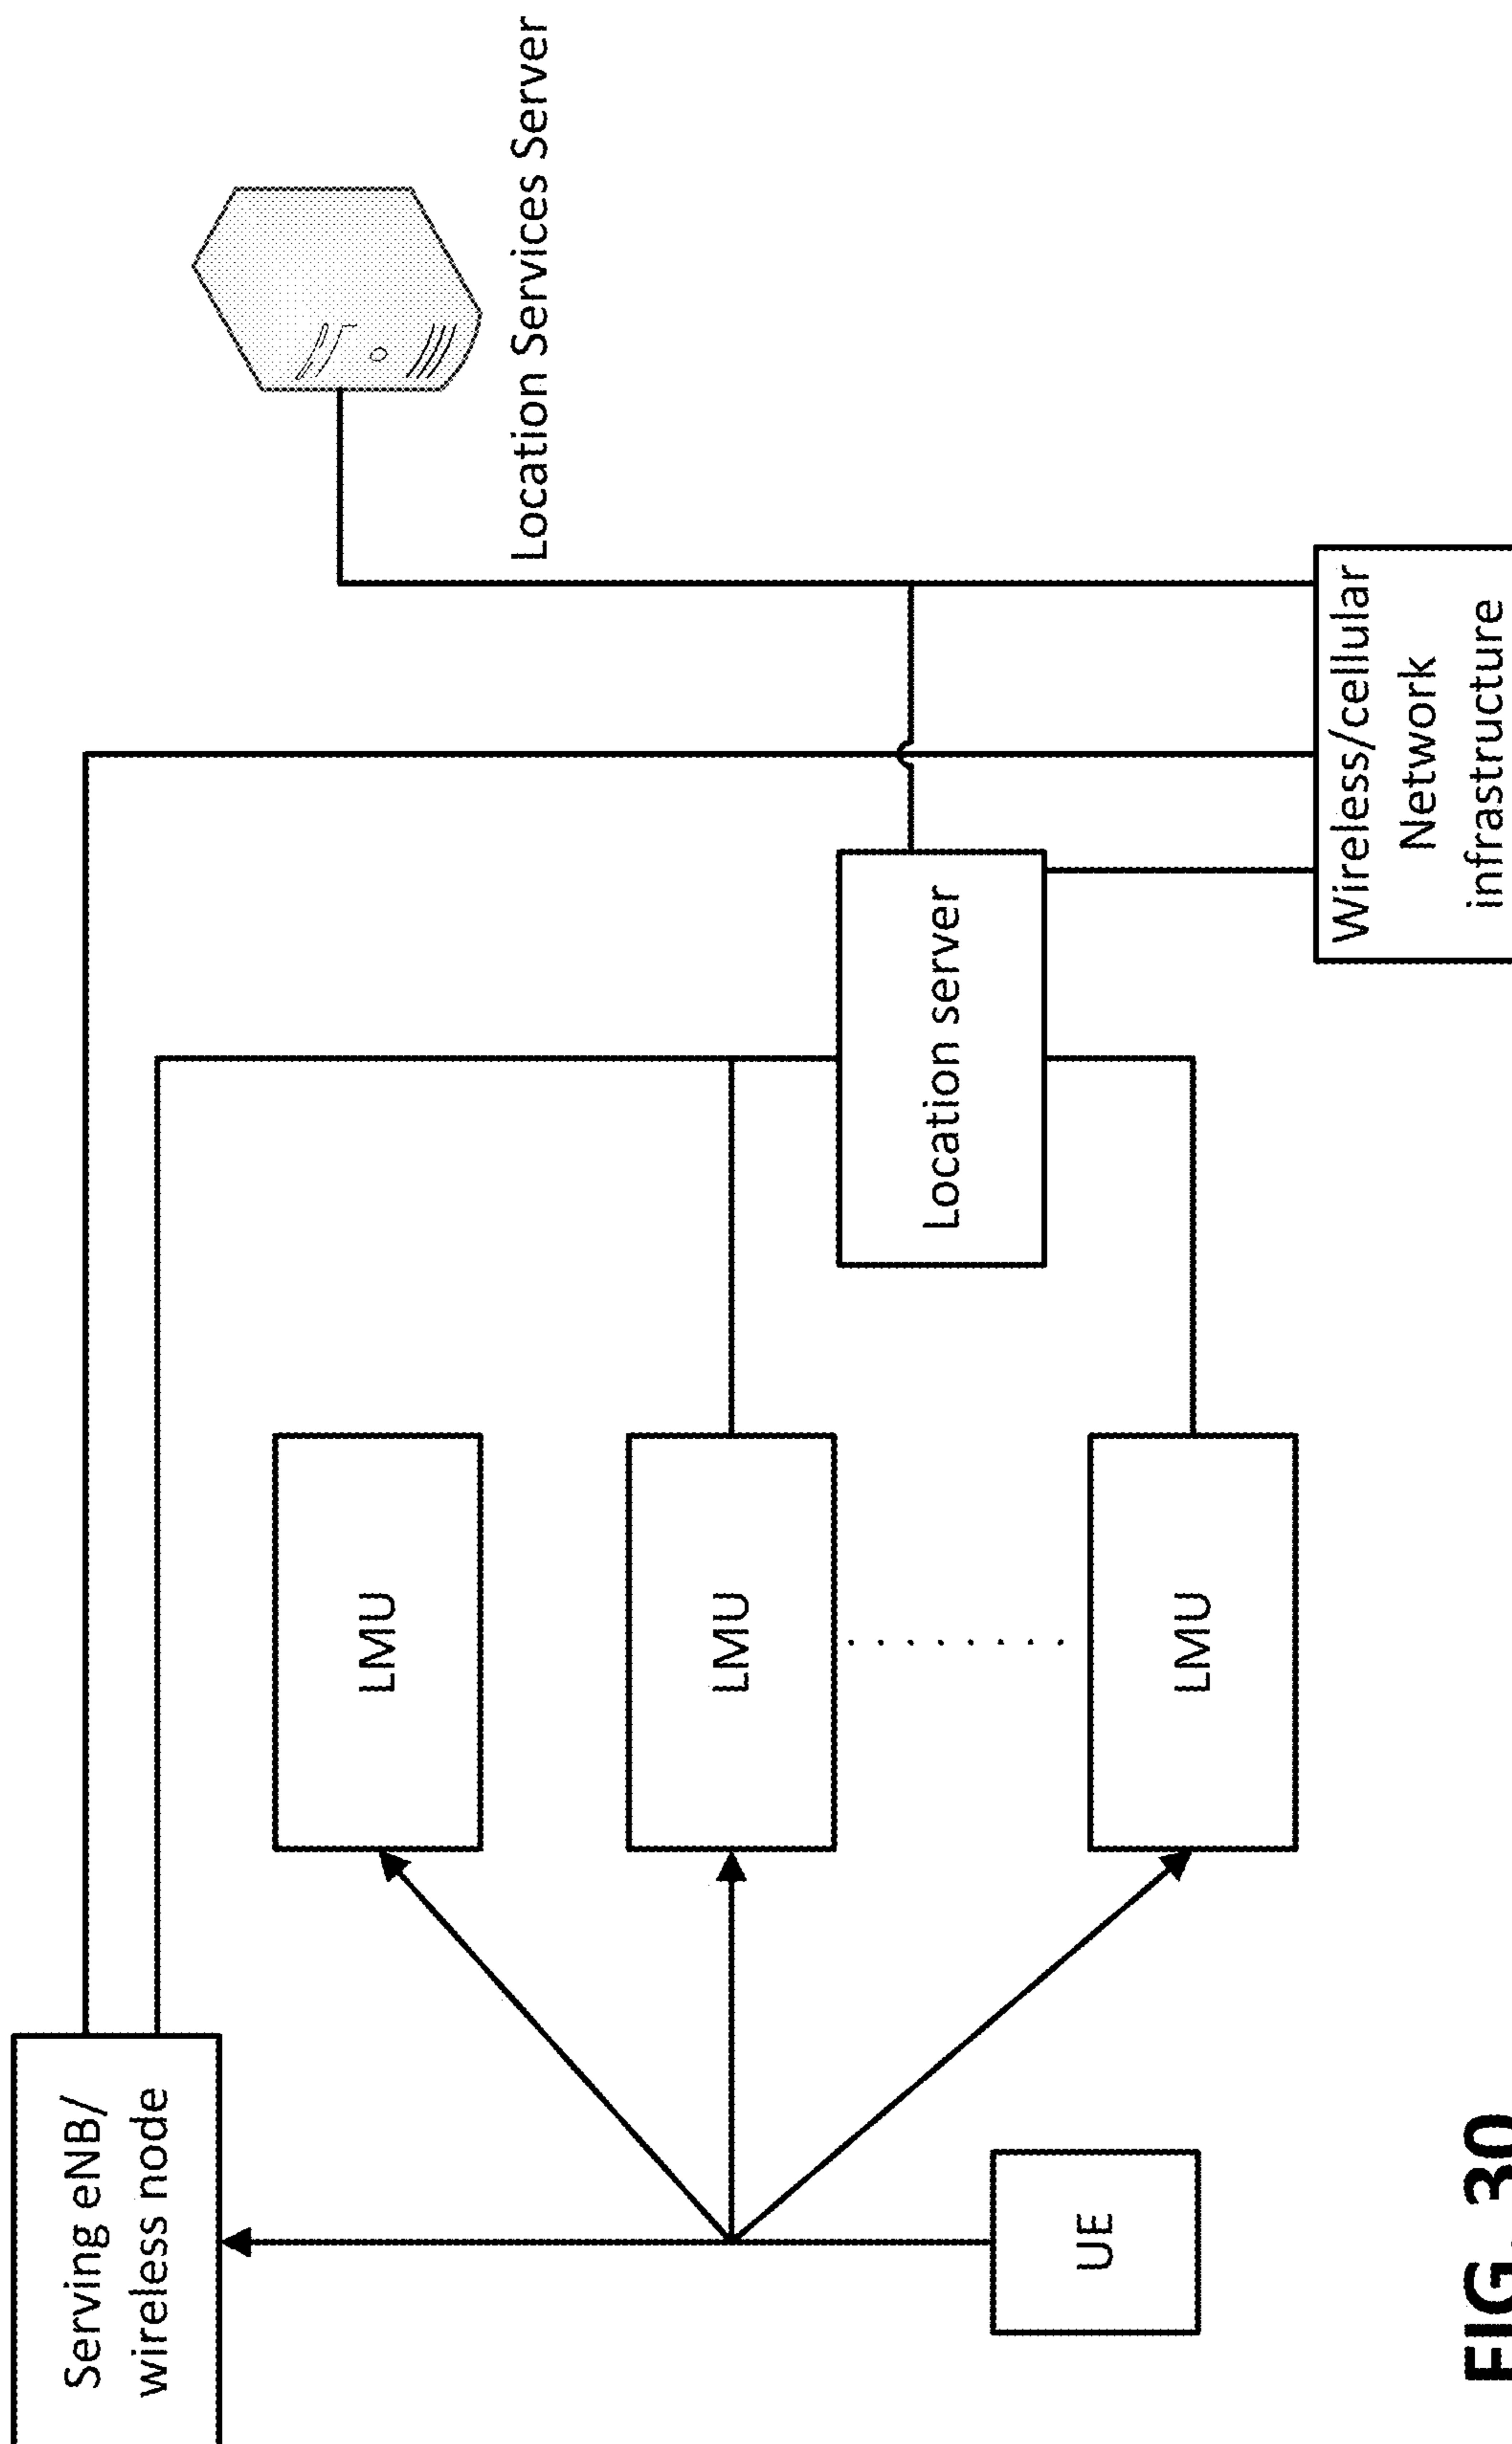 Serving eNB/
wireless node
UE
LMU
LMU
LMU
Location server
Wireless/cellular
Network
infrastructure
Location Services Server
FIG. 30